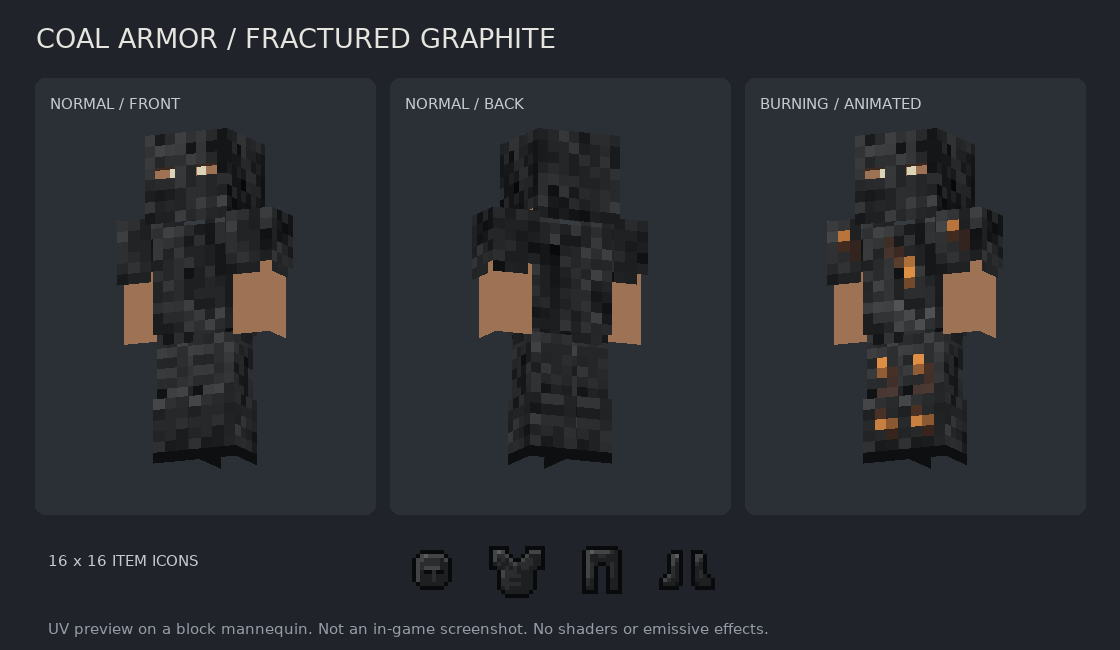 COAL ARMOR / FRACTURED GRAPHITE
NORMAL / FRONT
NORMAL / BACK
BURNING / ANIMATED
16 x 16 ITEM ICONS
UV preview on a block mannequin. Not an in-game screenshot. No shaders or emissive effects.